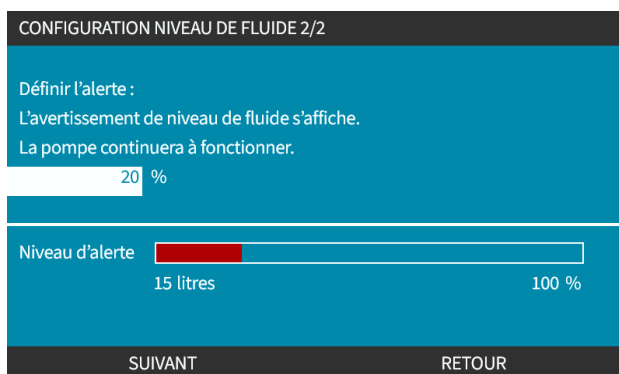 CONFIGURATION NIVEAU DE FLUIDE 2/2
Définir l’alerte :
L’avertissement de niveau de fluide s’affiche.
La pompe continuera à fonctionner.
20 %
Niveau d’alerte
15 litres 100 %
SUIVANT RETOUR